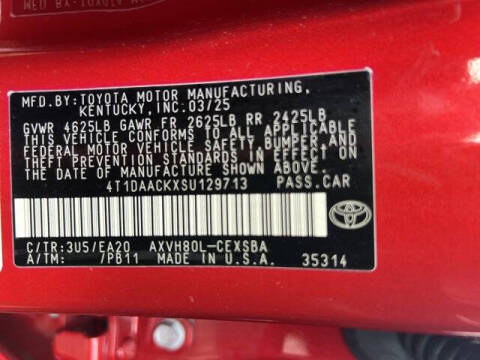 MFD.BY:TOYOTA MOTOR MANUFACTURING,
KENTUCKY, INC.03/25
GVWR 4625LB GAWR FR 2625LB RR 2425LB
THIS VEHICLE CONFORMS TO ALL APPLICABLE
FEDERAL MOTOR VEHICLE SAFETY, BUMPER, AND
THEFT PREVENTION STANDARDS IN EFFECT ON
THE DATE OF MANUFACTURE SHOWN ABOVE.
4T1DAACKXSU129713 PASS.CAR
C/TR:3U5/EA20 AXVH80L-CEXSBA
A/TM: /PB11 MADE IN U.S.A. 35314